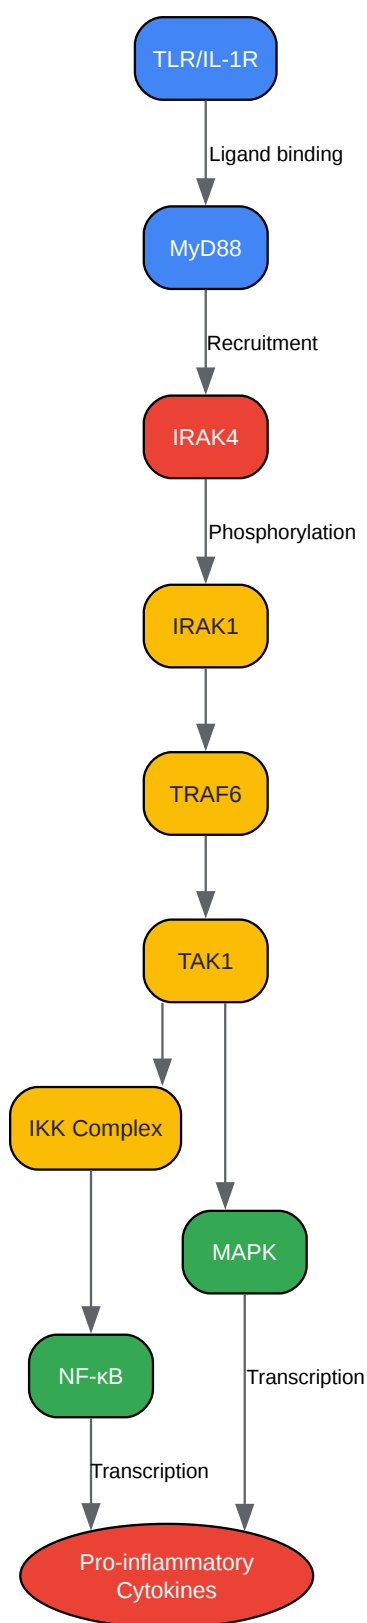 TLR/IL-1R
Ligand binding
MyD88
Recruitment
IRAK4
Phosphorylation
IRAK1
TRAF6
TAK1
IKK Complex
MAPK
NF-κB
Transcription
Transcription
Pro-inflammatory
Cytokines